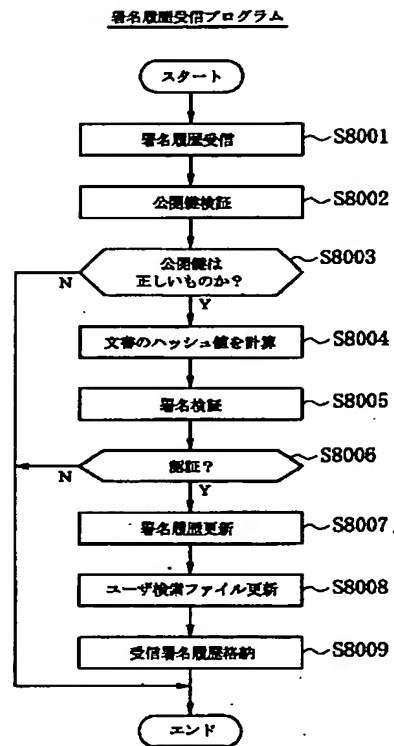 署名履歴受信プログラム
スタート
署名履歴受信 S8001
公開鍵検証 S8002
公開鍵は S8003
正しいものか?
N
Y
文書のハッシュ値を計算 S8004
署名検証 S8005
認証? S8006
N
Y
署名履歴更新 S8007
ユーザ検索ファイル更新 S8008
受信署名履歴格納 S8009
エンド